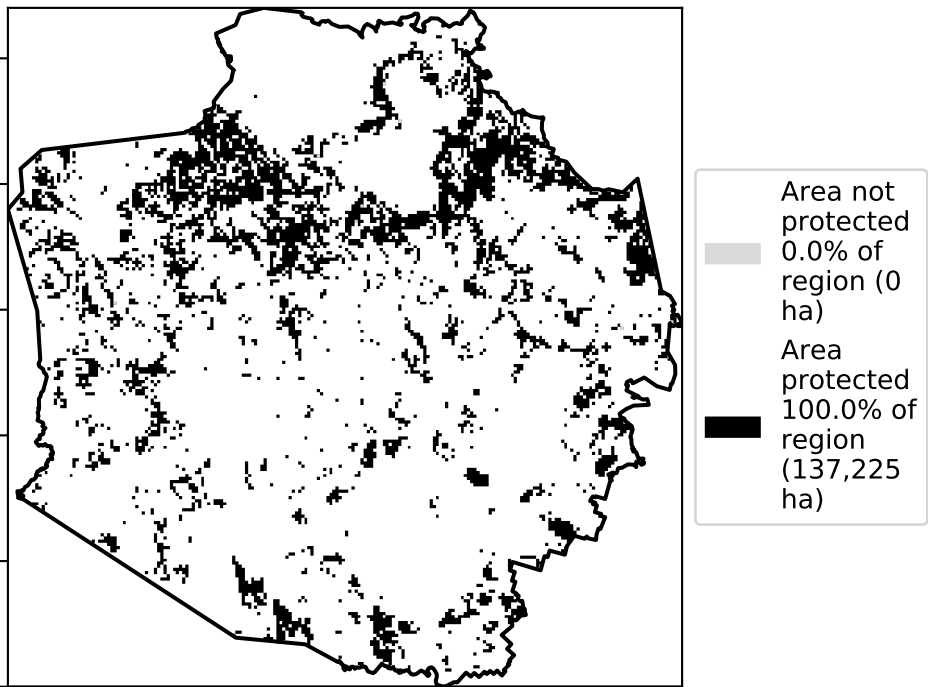 Area not
protected
0.0% of
region (0
ha)
Area
protected
100.0% of
region
(137,225
ha)